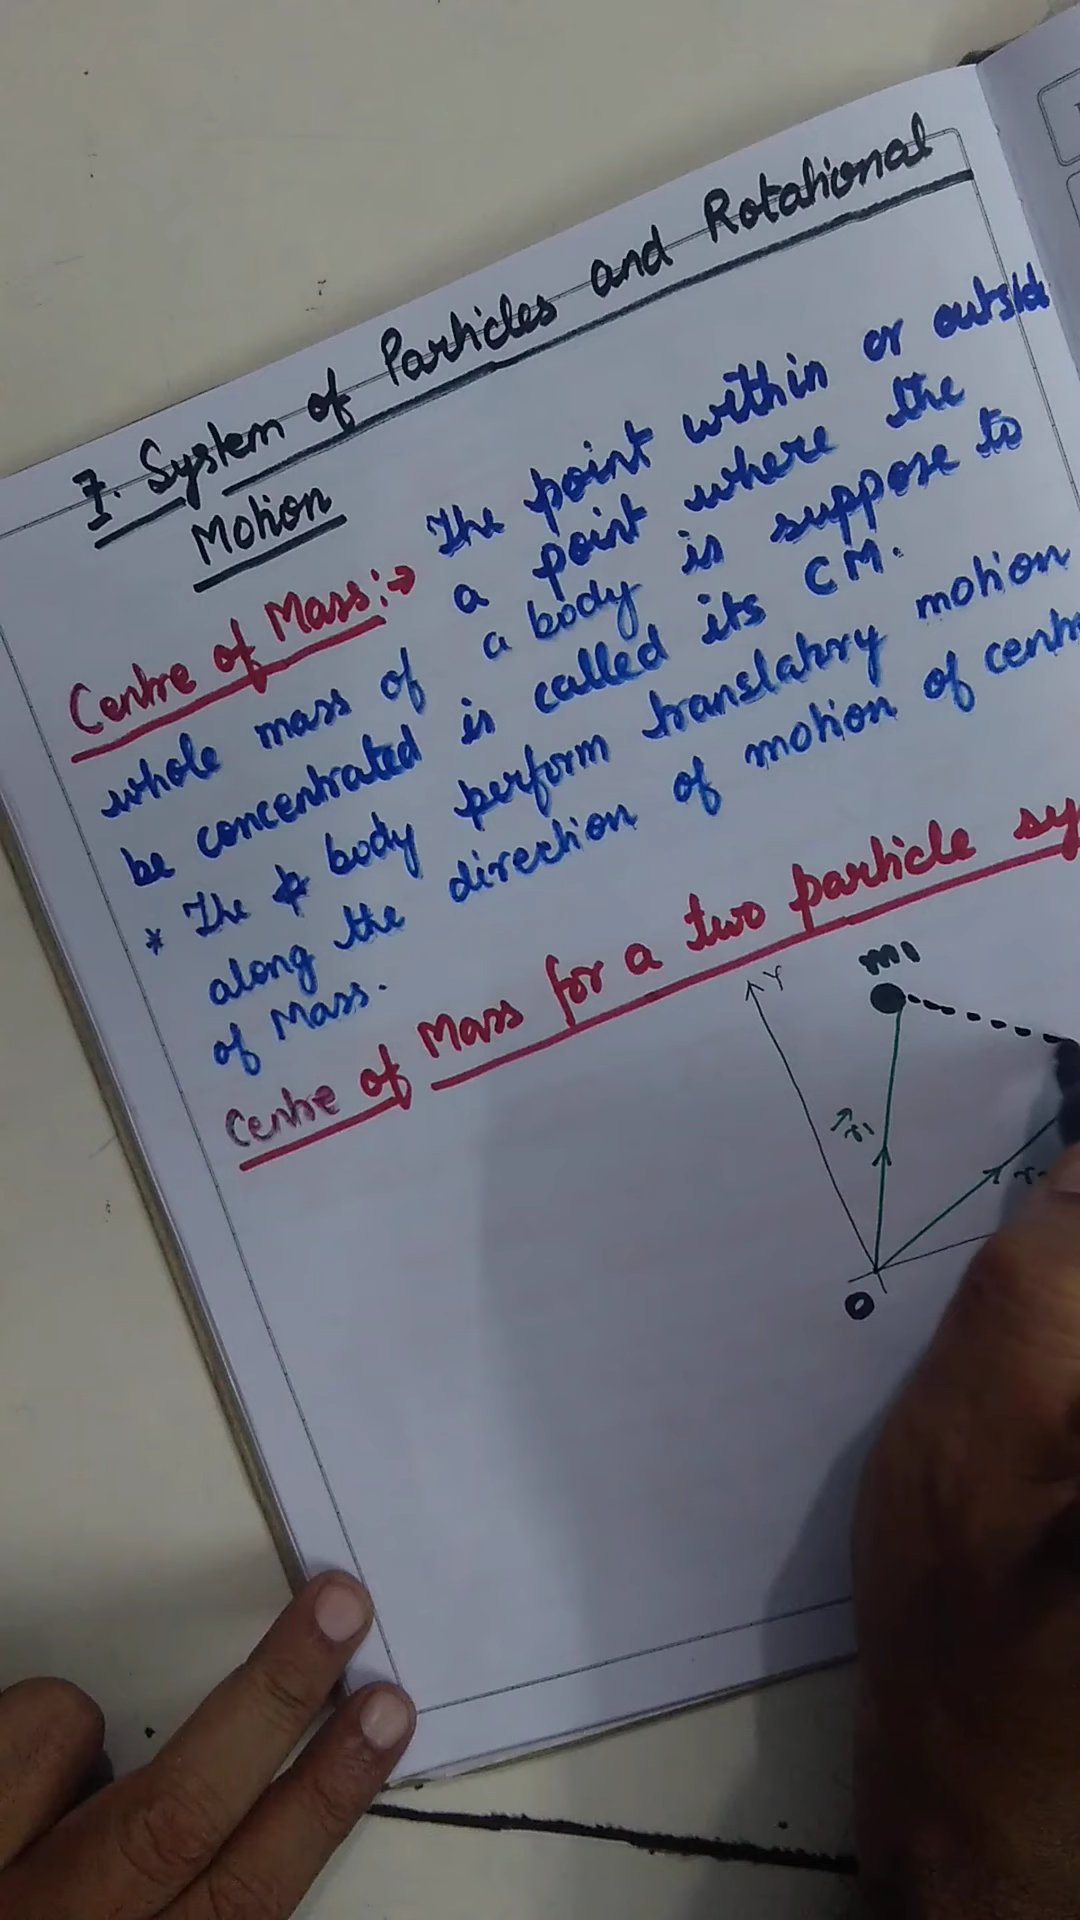 7. System of Particles and Rotational
Motion
Centre of Mass:→ The point within or outside
a point where the
whole mass of a body is suppose to
be concentrated is called its CM.
* The body perform translatory motion
along the direction of motion of centr
of Mass.
Centre of Mass for a two particle sy
Y
m1
r1
O